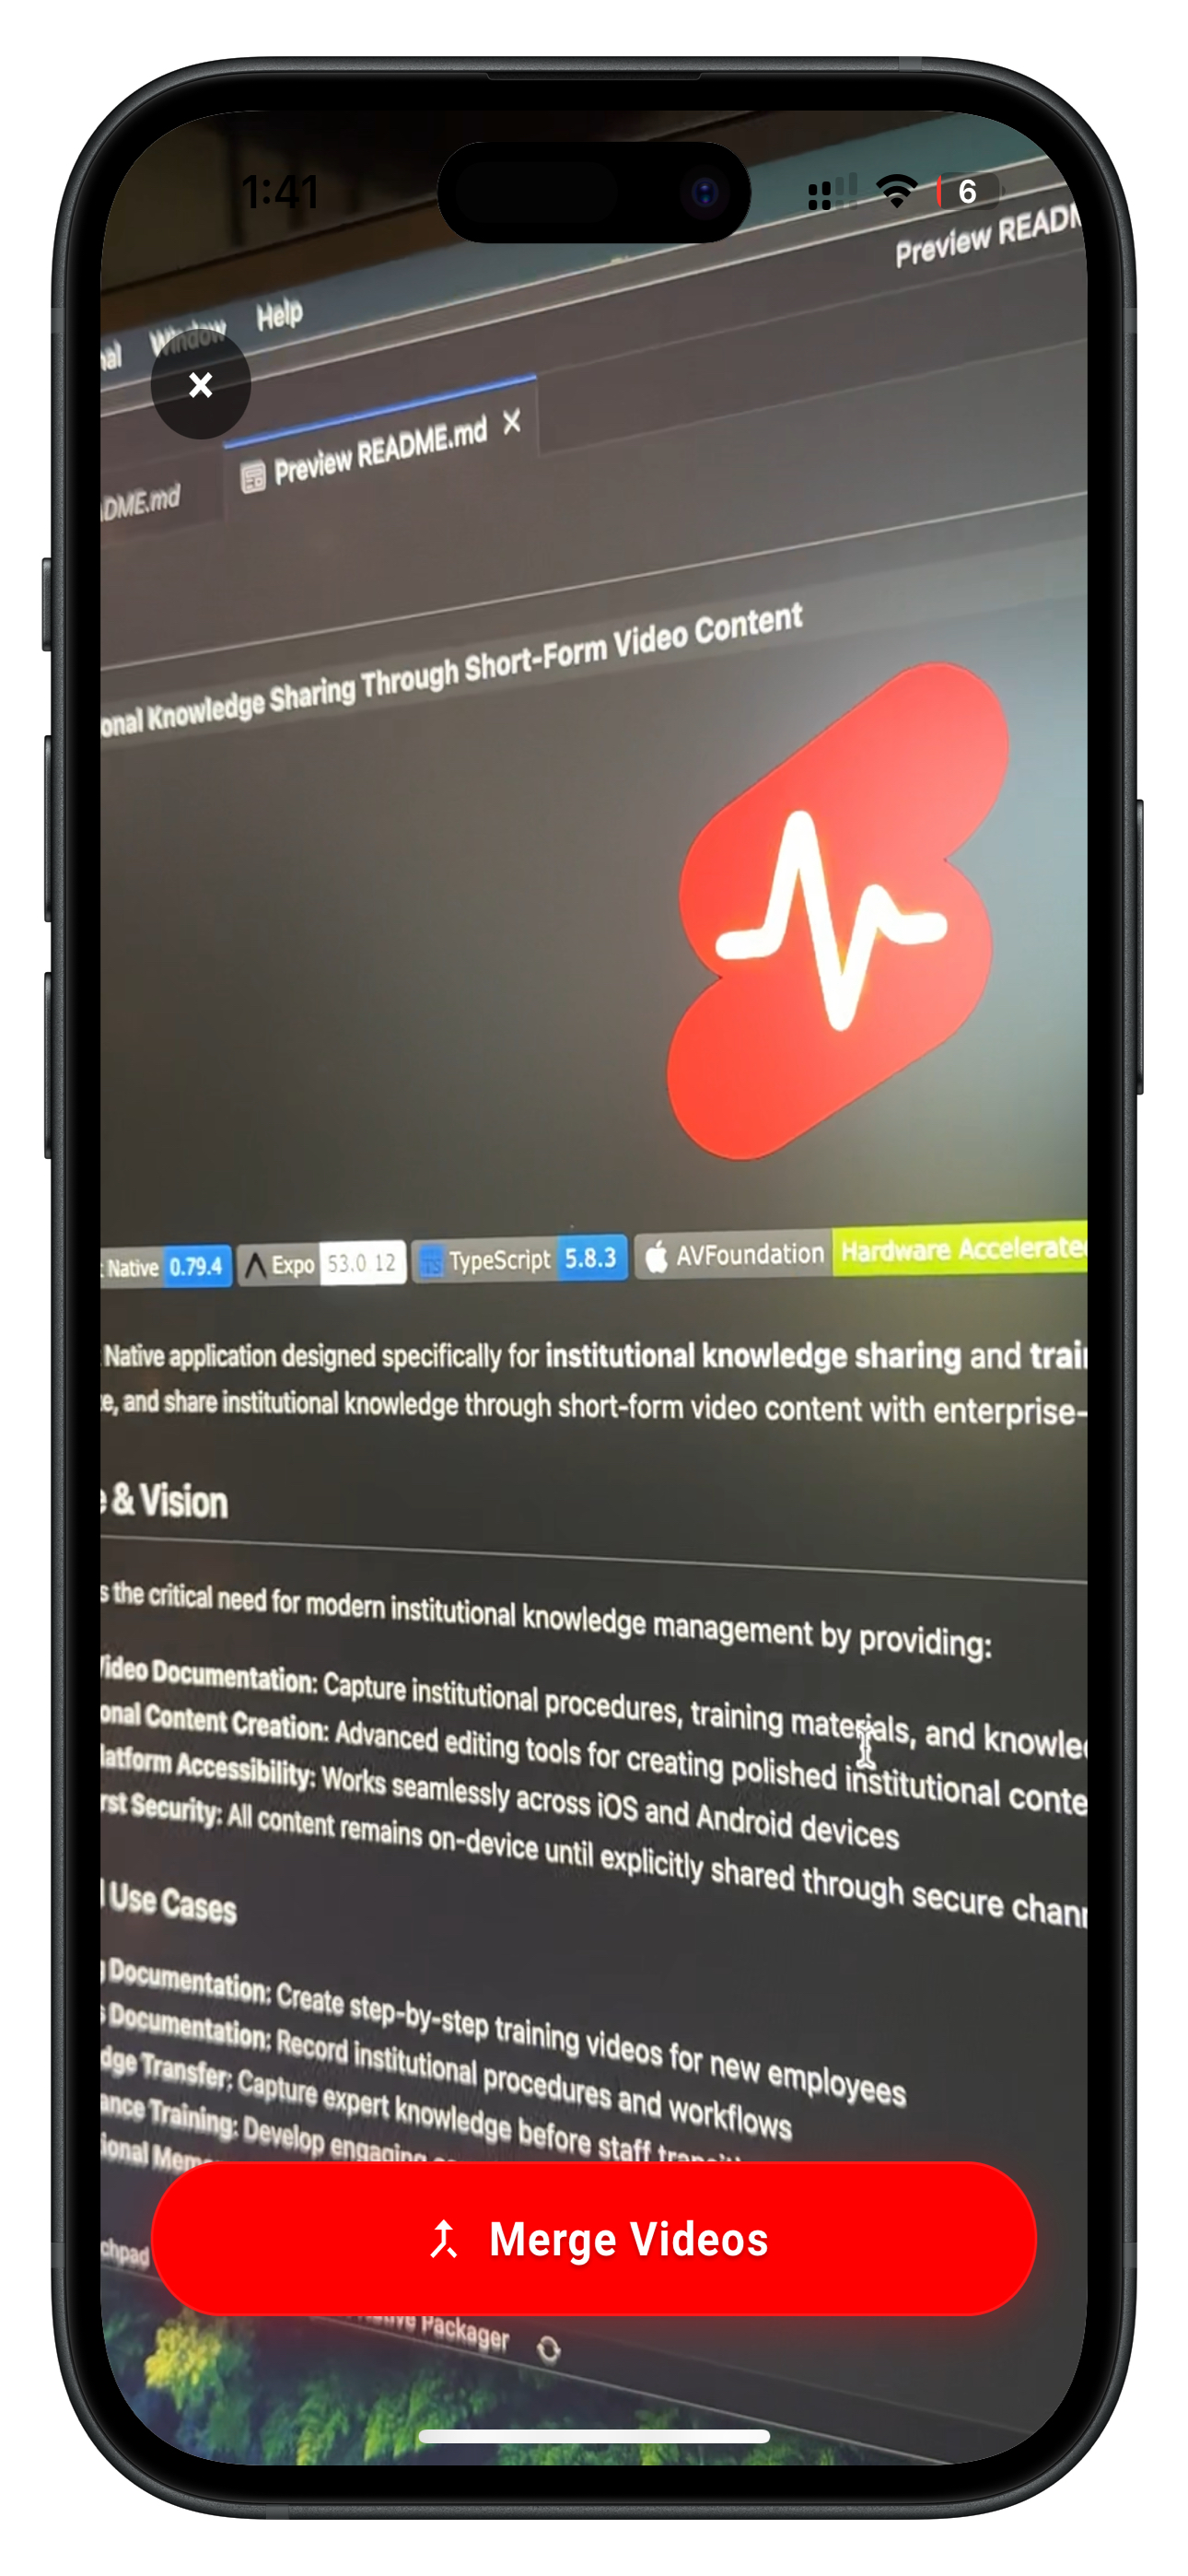 1:41
6
Preview READM
nal Window Help
×
Preview README.md ×
DME.md
onal Knowledge Sharing Through Short-Form Video Content
Native 0.79.4 Expo 53.0.12 TS TypeScript 5.8.3 AVFoundation Hardware Accelerate
Native application designed specifically for institutional knowledge sharing and trai
e, and share institutional knowledge through short-form video content with enterprise-
& Vision
s the critical need for modern institutional knowledge management by providing:
Video Documentation: Capture institutional procedures, training materials, and knowle
onal Content Creation: Advanced editing tools for creating polished institutional conte
latform Accessibility: Works seamlessly across iOS and Android devices
rst Security: All content remains on-device until explicitly shared through secure chan
Use Cases
Documentation: Create step-by-step training videos for new employees
s Documentation: Record institutional procedures and workflows
dge Transfer: Capture expert knowledge before staff
ance Training: Develop engaging
ional
Merge Videos
chpad
Packager